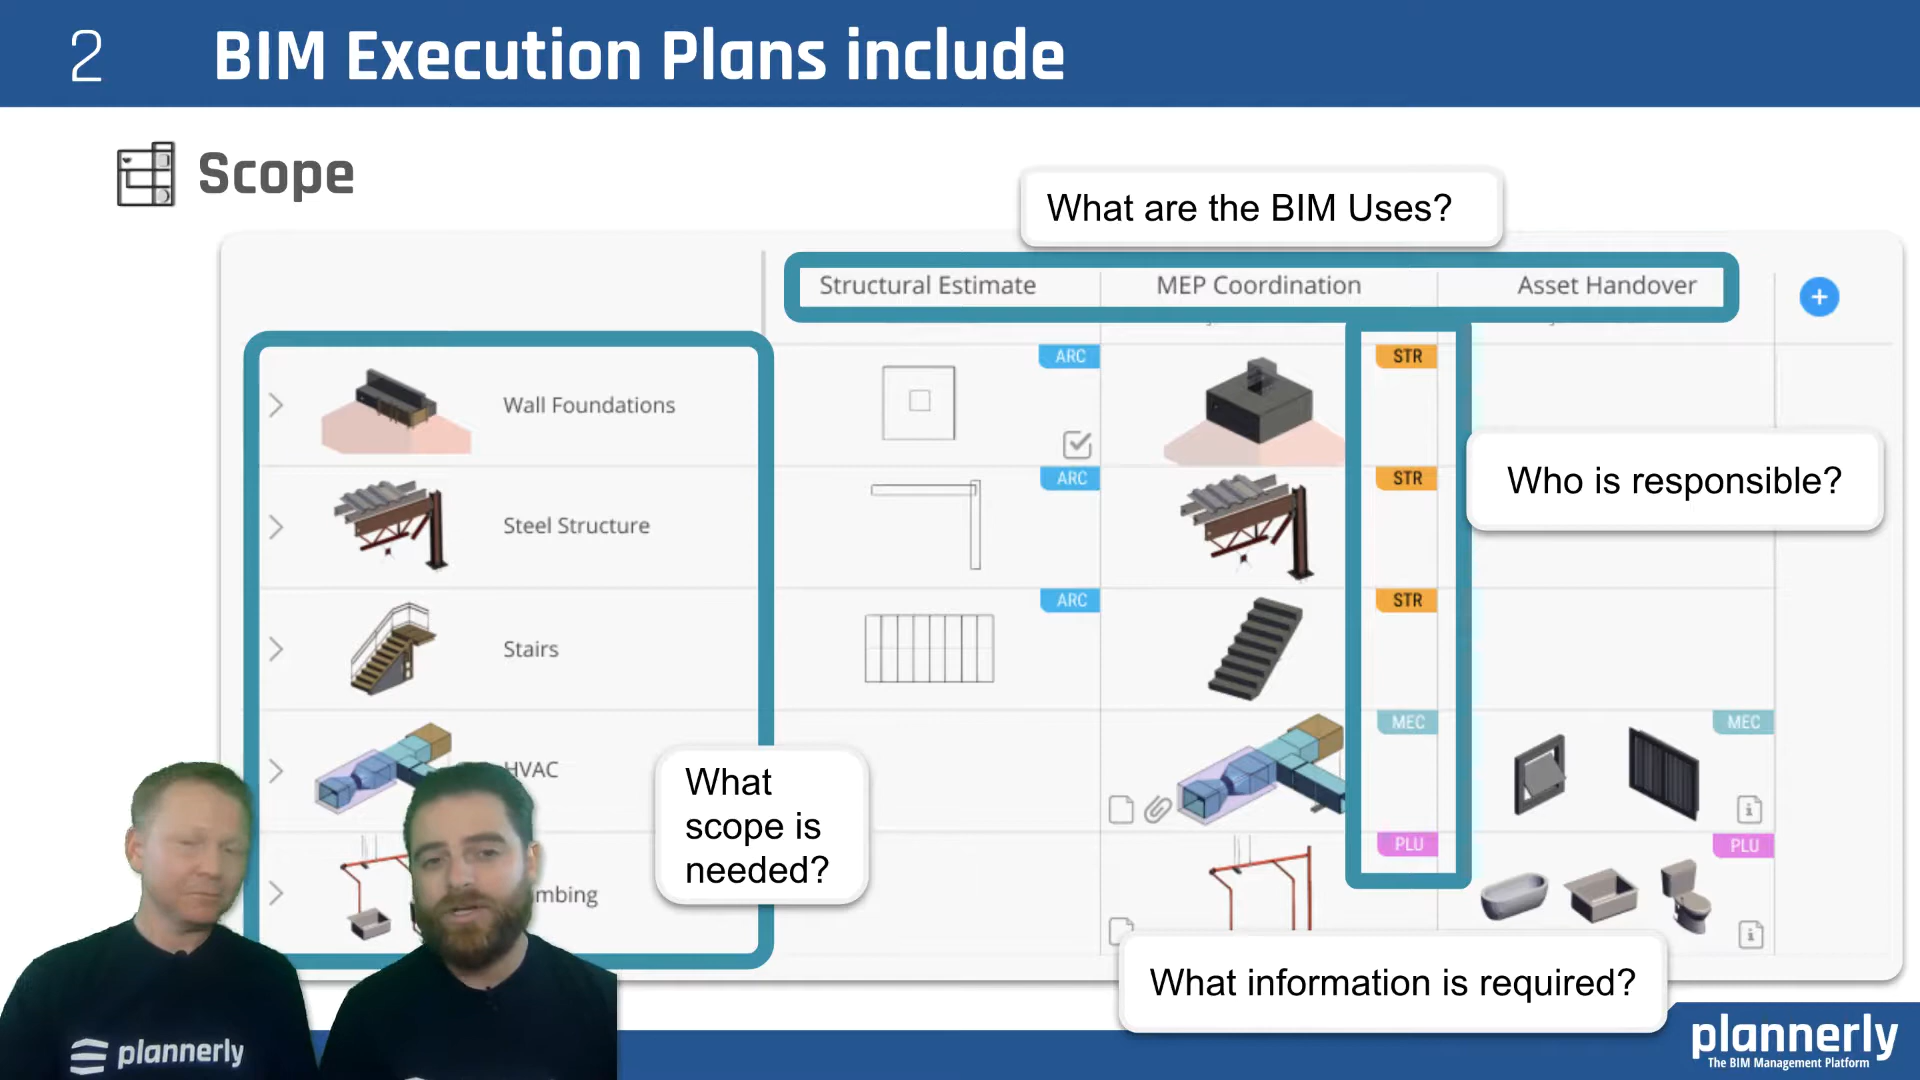 2
BIM Execution Plans include
Scope
What are the BIM Uses?
Structural Estimate
MEP Coordination
Asset Handover
+
Wall Foundations
ARC
STR
Who is responsible?
Steel Structure
ARC
STR
Stairs
ARC
STR
HVAC
MEC
MEC
What
scope is
needed?
mbing
PLU
PLU
What information is required?
plannerly
plannerly
The BIM Management Platform